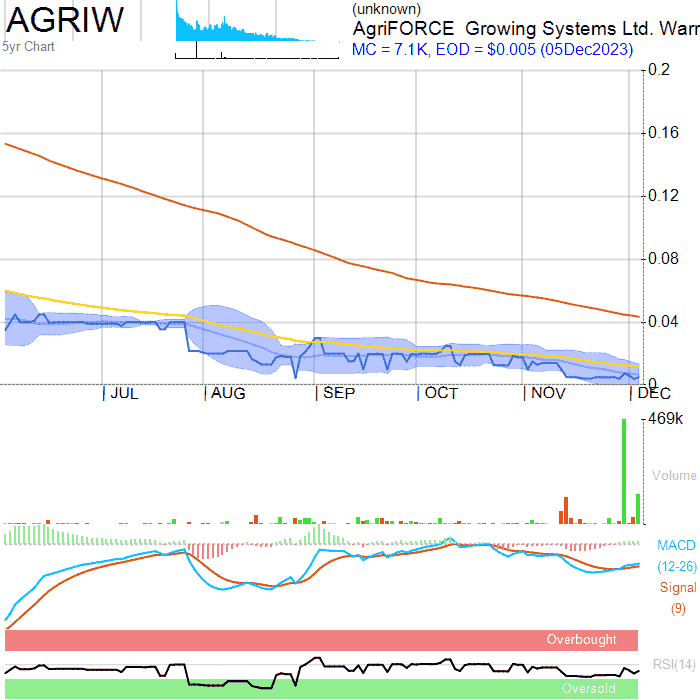 AGRIW
5yr Chart
(unknown)
AgriFORCE Growing Systems Ltd. Warr
MC = 7.1K, EOD = $0.005 (05Dec2023)
0.2
0.16
0.12
0.08
0.04
0
JUL AUG SEP OCT NOV DEC
469k
Volume
MACD
(12-26)
Signal
(9)
Overbought
RSI(14)
Oversold